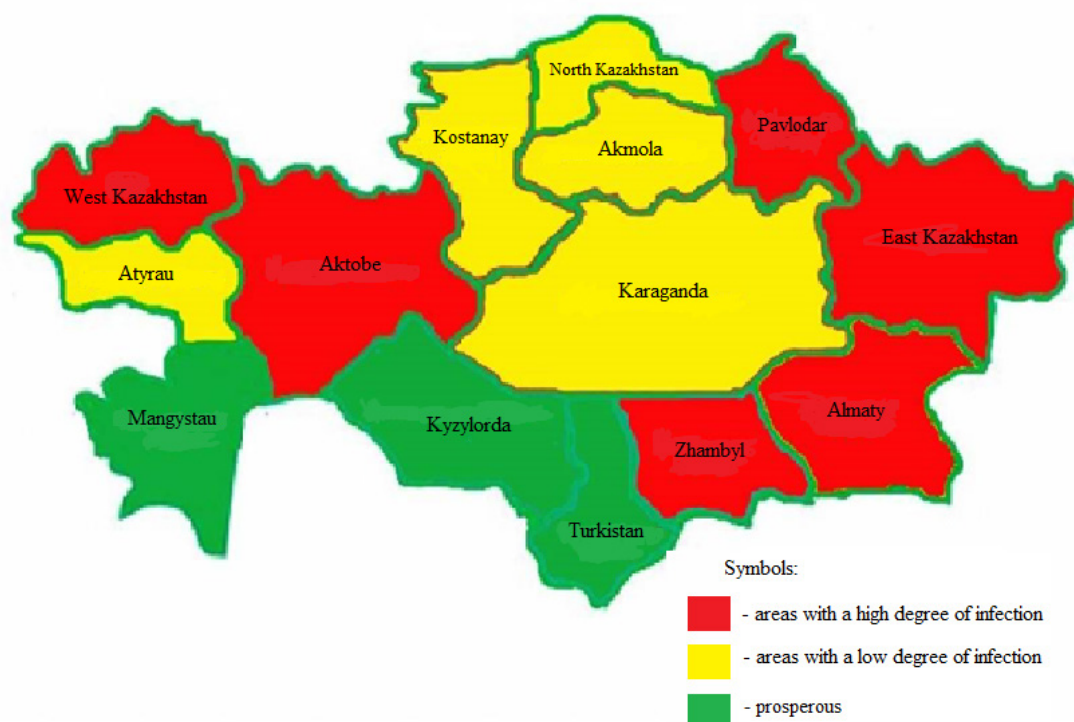 North Kazakhstan
Kostanay
Akmola
Pavlodar
West Kazakhstan
East Kazakhstan
Atyrau
Aktobe
Karaganda
Mangystau
Kyzylorda
Almaty
Zhambyl
Turkistan
Symbols:
- areas with a high degree of infection
- areas with a low degree of infection
- prosperous